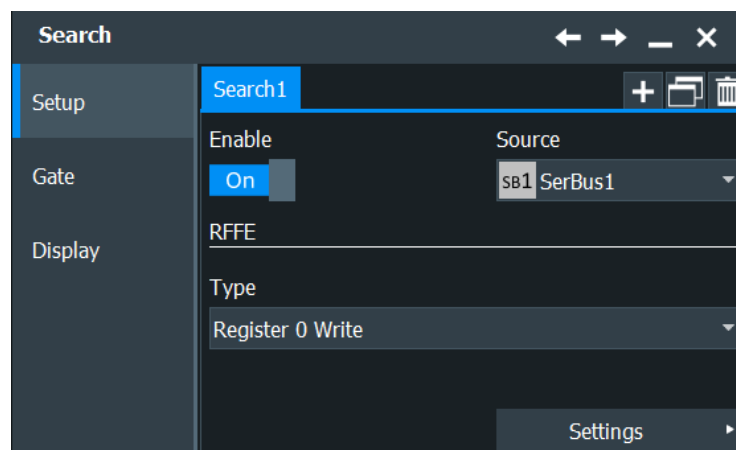 Search
Setup
Gate
Display
Search1
Enable
Source
On
SB1 SerBus1
RFFE
Type
Register 0 Write
Settings